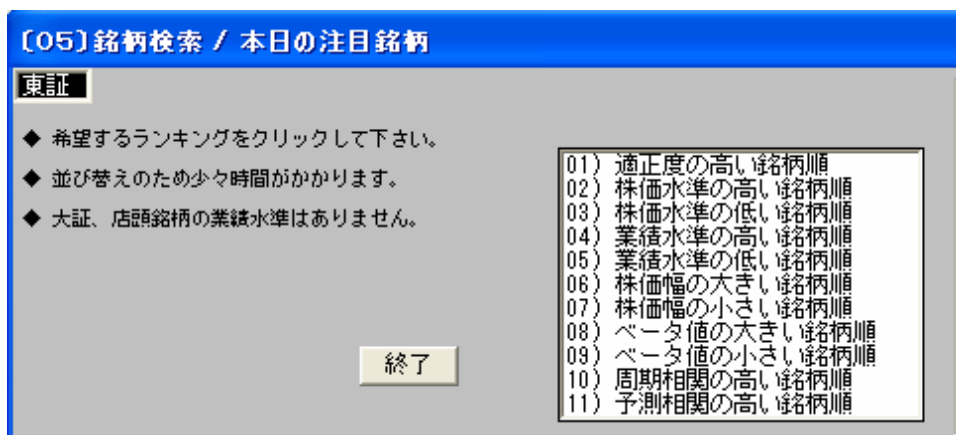 〔05〕銘柄検索 / 本日の注目銘柄
東証
◆ 希望するランキングをクリックして下さい。
◆ 並び替えのため少々時間がかかります。
◆ 大証、店頭銘柄の業績水準はありません。
終了
01) 適正度の高い銘柄順
02) 株価水準の高い銘柄順
03) 株価水準の低い銘柄順
04) 業績水準の高い銘柄順
05) 業績水準の低い銘柄順
06) 株価幅の大きい銘柄順
07) 株価幅の小さい銘柄順
08) ベータ値の大きい銘柄順
09) ベータ値の小さい銘柄順
10) 周期相関の高い銘柄順
11) 予測相関の高い銘柄順